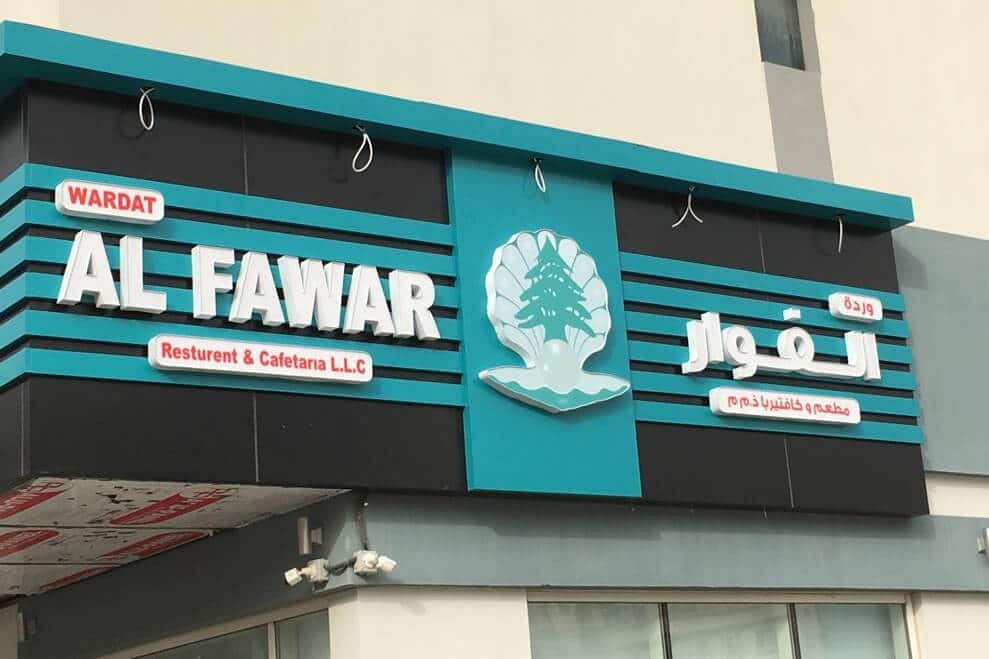 WARDAT
AL FAWAR
Resturent & Cafetaria L.L.C
وردة
الفوار
مطعم و كافتيريا ذ.م.م